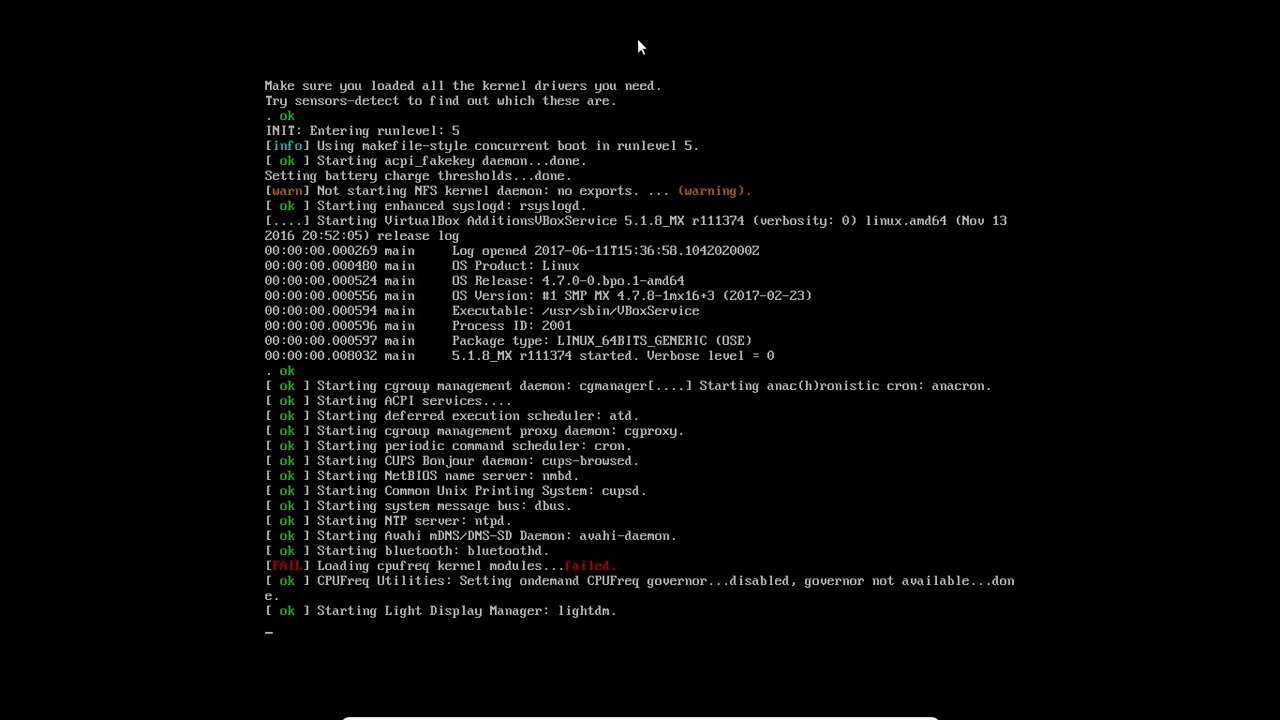 Make sure you loaded all the kernel drivers you need.
Try sensors-detect to find out which these are.
. ok
INIT: Entering runlevel: 5
[info] Using makefile-style concurrent boot in runlevel 5.
[ ok ] Starting acpi_fakekey daemon...done.
Setting battery charge thresholds...done.
[warn] Not starting NFS kernel daemon: no exports. ... (warning).
[ ok ] Starting enhanced syslogd: rsyslogd.
[....] Starting VirtualBox AdditionsVBoxService 5.1.8_MX r111374 (verbosity: 0) linux.amd64 (Nov 13
2016 20:52:05) release log
00:00:00.000269 main     Log opened 2017-06-11T15:36:58.104202000Z
00:00:00.000480 main     OS Product: Linux
00:00:00.000524 main     OS Release: 4.7.0-0.bpo.1-amd64
00:00:00.000556 main     OS Version: #1 SMP MX 4.7.8-1mx16+3 (2017-02-23)
00:00:00.000594 main     Executable: /usr/sbin/VBoxService
00:00:00.000596 main     Process ID: 2001
00:00:00.000597 main     Package type: LINUX_64BITS_GENERIC (OSE)
00:00:00.008032 main     5.1.8_MX r111374 started. Verbose level = 0
. ok
[ ok ] Starting cgroup management daemon: cgmanager[....] Starting anac(h)ronistic cron: anacron.
[ ok ] Starting ACPI services....
[ ok ] Starting deferred execution scheduler: atd.
[ ok ] Starting cgroup management proxy daemon: cgproxy.
[ ok ] Starting periodic command scheduler: cron.
[ ok ] Starting CUPS Bonjour daemon: cups-browsed.
[ ok ] Starting NetBIOS name server: nmbd.
[ ok ] Starting Common Unix Printing System: cupsd.
[ ok ] Starting system message bus: dbus.
[ ok ] Starting NTP server: ntpd.
[ ok ] Starting Avahi mDNS/DNS-SD Daemon: avahi-daemon.
[ ok ] Starting bluetooth: bluetoothd.
[FAIL] Loading cpufreq kernel modules...failed.
[ ok ] CPUFreq Utilities: Setting ondemand CPUFreq governor...disabled, governor not available...don
e.
[ ok ] Starting Light Display Manager: lightdm.
_